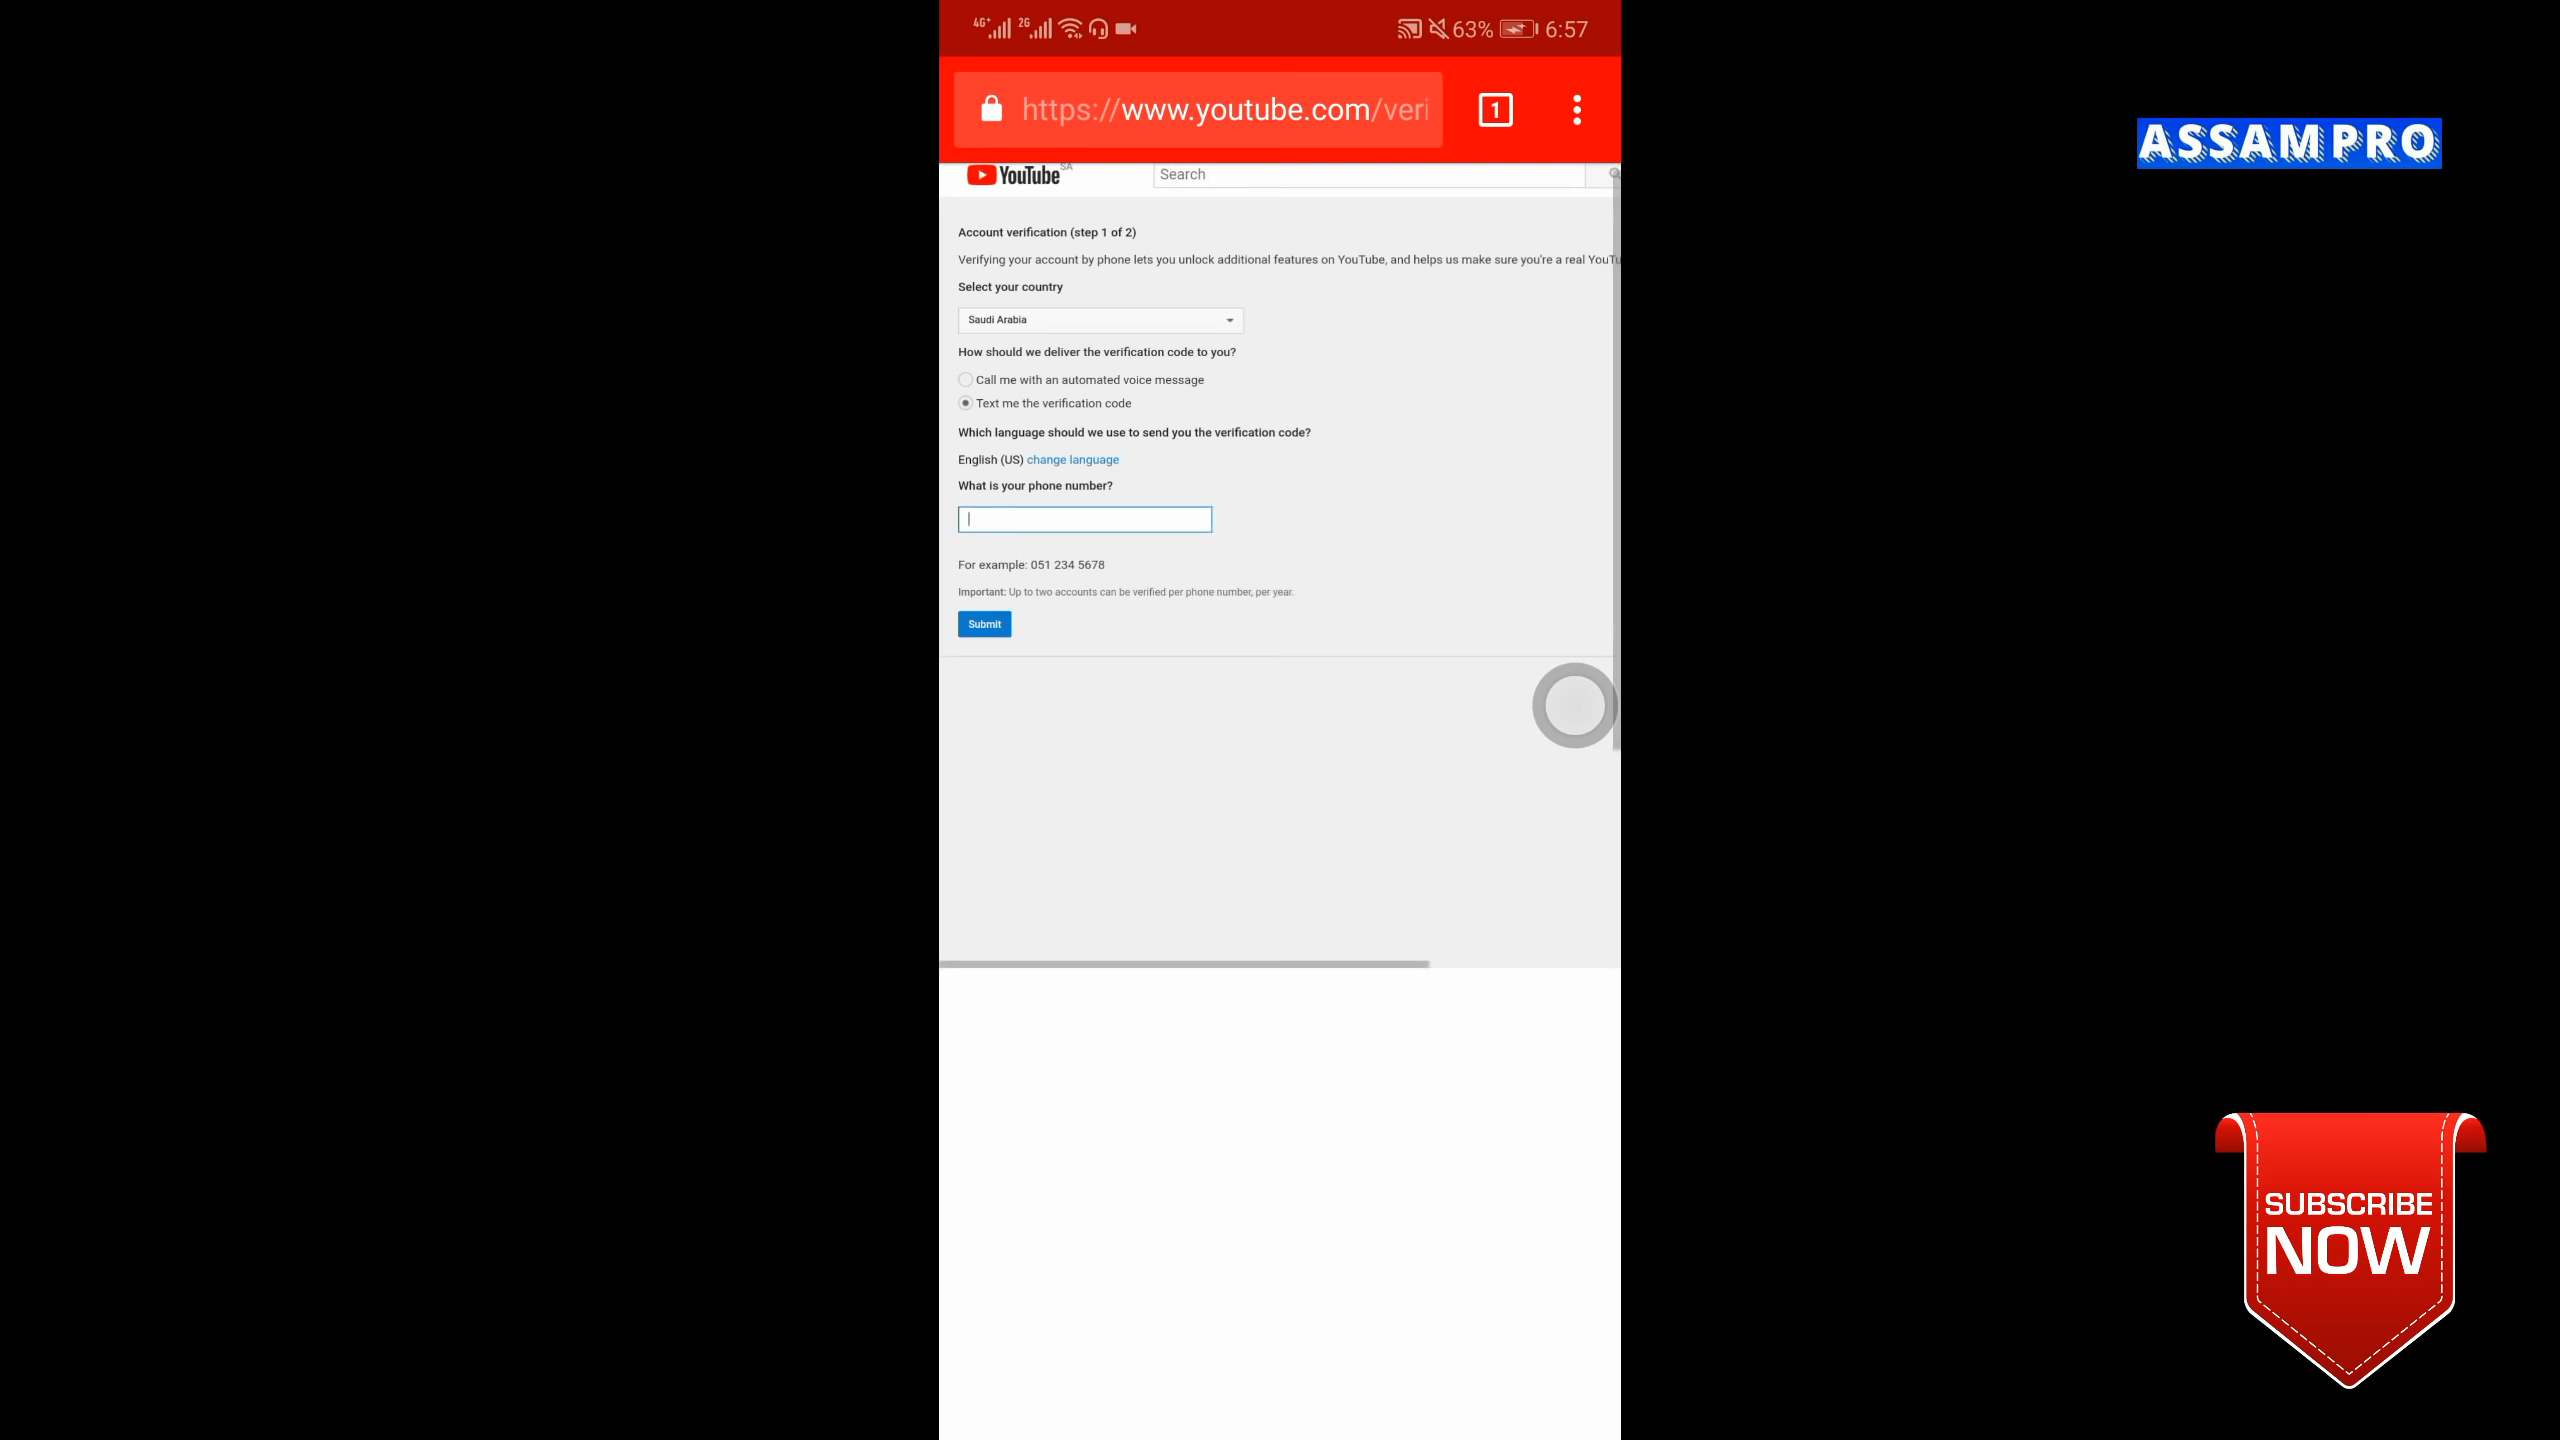 4G+ 2G 63% 6:57
https://www.youtube.com/veri 1
ASSAMPRO
YouTube SA Search
Account verification (step 1 of 2)
Verifying your account by phone lets you unlock additional features on YouTube, and helps us make sure you're a real YouTu
Select your country
Saudi Arabia
How should we deliver the verification code to you?
Call me with an automated voice message
Text me the verification code
Which language should we use to send you the verification code?
English (US) change language
What is your phone number?
For example: 051 234 5678
Important: Up to two accounts can be verified per phone number, per year.
Submit
SUBSCRIBE
NOW